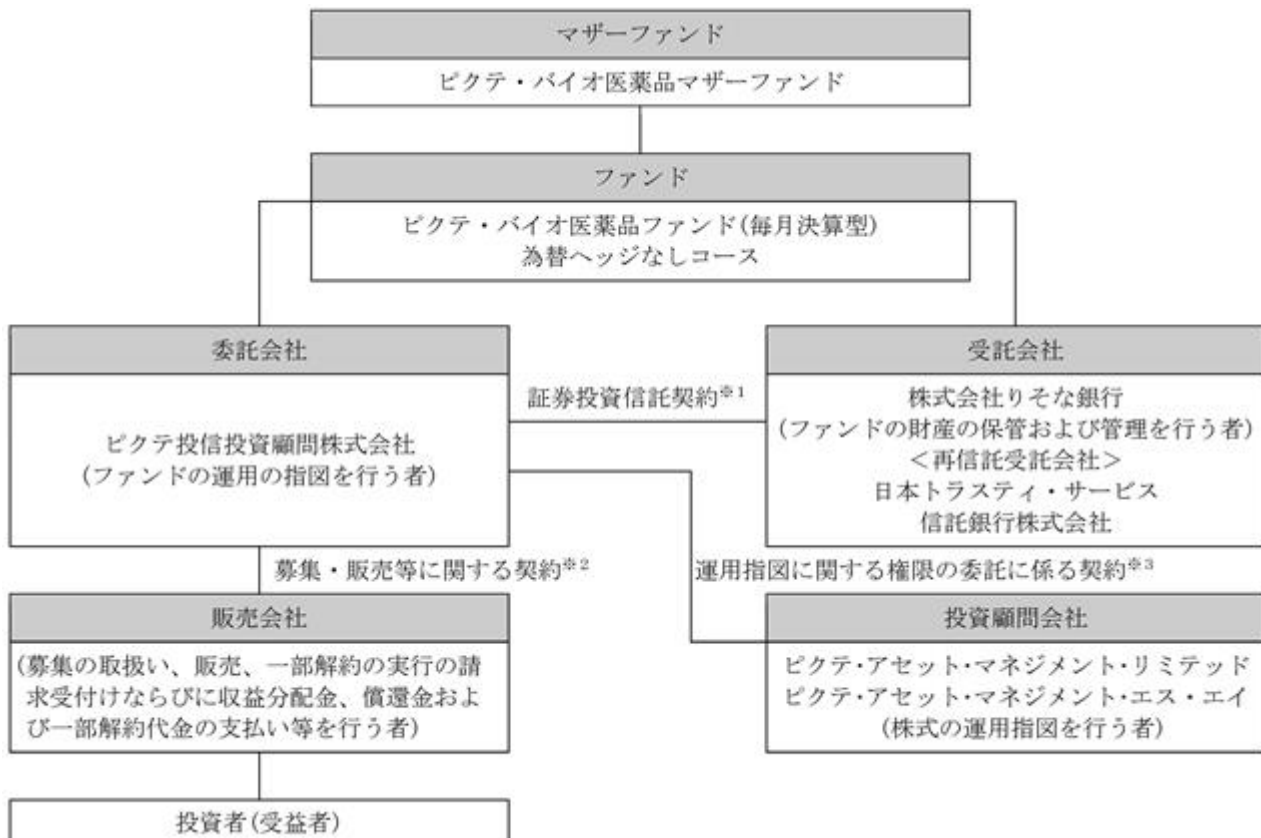 マザーファンド
ピクテ・バイオ医薬品マザーファンド
ファンド
ピクテ・バイオ医薬品ファンド(毎月決算型)
為替ヘッジなしコース
委託会社
ピクテ投信投資顧問株式会社
(ファンドの運用の指図を行う者)
証券投資信託契約※1
受託会社
株式会社りそな銀行
(ファンドの財産の保管および管理を行う者)
＜再信託受託会社＞
日本トラスティ・サービス
信託銀行株式会社
募集・販売等に関する契約※2
運用指図に関する権限の委託に係る契約※3
販売会社
(募集の取扱い、販売、一部解約の実行の請
求受付けならびに収益分配金、償還金およ
び一部解約代金の支払い等を行う者)
投資顧問会社
ピクテ・アセット・マネジメント・リミテッド
ピクテ・アセット・マネジメント・エス・エイ
(株式の運用指図を行う者)
投資者(受益者)